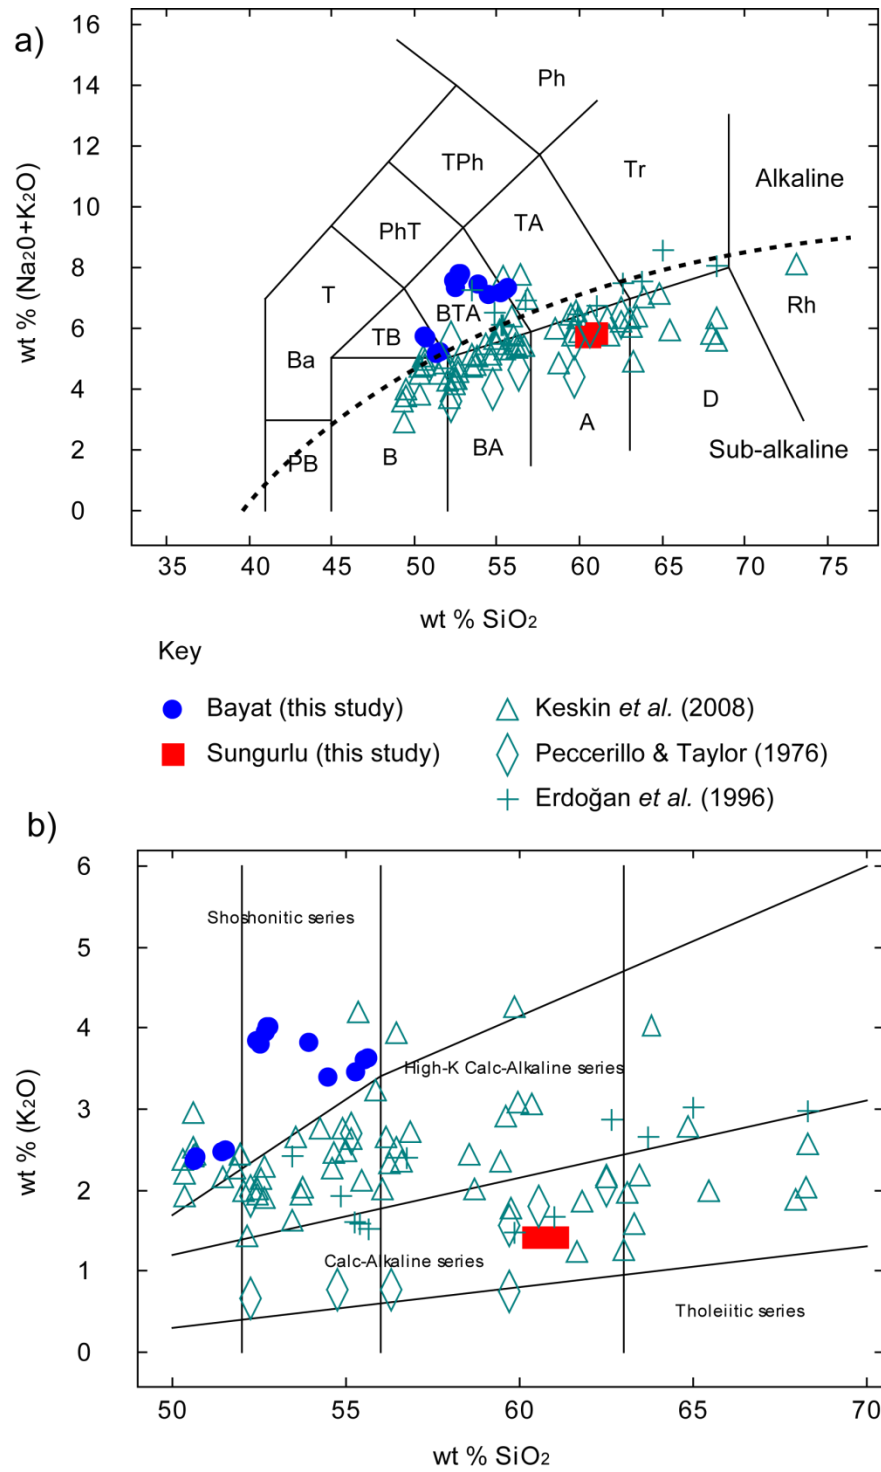 a)
16
14
12
10
8
6
4
2
0
wt % (Na₂0+K₂O)
Ph
TPh
Tr
Alkaline
PhT
TA
T
BTA
Rh
TB
Ba
D
A
PB
B
BA
Sub-alkaline
35 40 45 50 55 60 65 70 75
wt % SiO₂
Key
Bayat (this study)
Sungurlu (this study)
Keskin et al. (2008)
Peccerillo & Taylor (1976)
Erdoğan et al. (1996)
b)
6
5
4
3
2
1
0
wt % (K₂O)
Shoshonitic series
High-K Calc-Alkaline series
Calc-Alkaline series
Tholeiitic series
50 55 60 65 70
wt % SiO₂